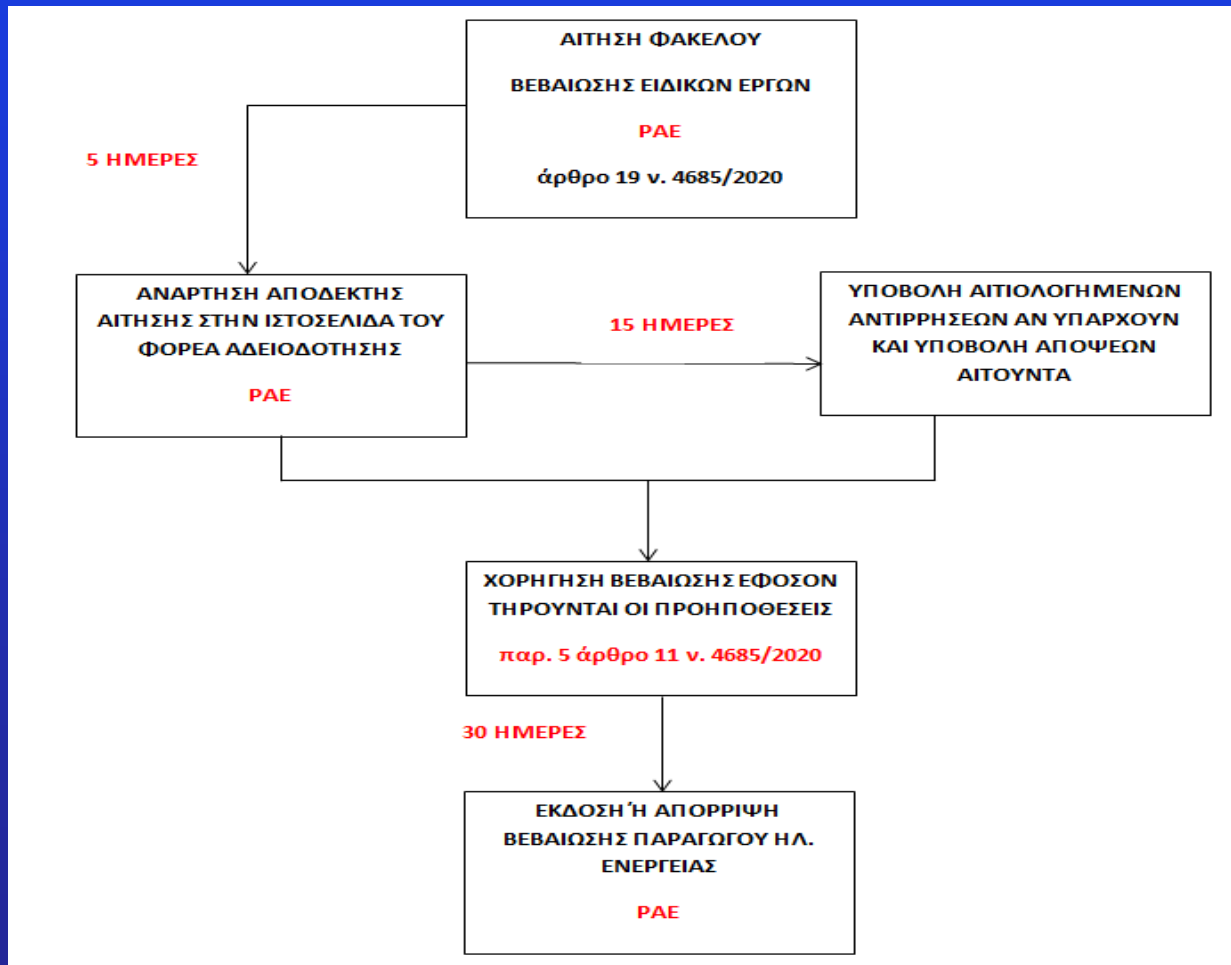 ΑΙΤΗΣΗ ΦΑΚΕΛΟΥ
ΒΕΒΑΙΩΣΗΣ ΕΙΔΙΚΩΝ ΕΡΓΩΝ
ΡΑΕ
άρθρο 19 ν. 4685/2020
5 ΗΜΕΡΕΣ
ΑΝΑΡΤΗΣΗ ΑΠΟΔΕΚΤΗΣ
ΑΙΤΗΣΗΣ ΣΤΗΝ ΙΣΤΟΣΕΛΙΔΑ ΤΟΥ
ΦΟΡΕΑ ΑΔΕΙΟΔΟΤΗΣΗΣ
ΡΑΕ
15 ΗΜΕΡΕΣ
ΥΠΟΒΟΛΗ ΑΙΤΙΟΛΟΓΗΜΕΝΩΝ
ΑΝΤΙΡΡΗΣΕΩΝ ΑΝ ΥΠΑΡΧΟΥΝ
ΚΑΙ ΥΠΟΒΟΛΗ ΑΠΟΨΕΩΝ
ΑΙΤΟΥΝΤΑ
ΧΟΡΗΓΗΣΗ ΒΕΒΑΙΩΣΗΣ ΕΦΟΣΟΝ
ΤΗΡΟΥΝΤΑΙ ΟΙ ΠΡΟΗΠΟΘΕΣΕΙΣ
παρ. 5 άρθρο 11 ν. 4685/2020
30 ΗΜΕΡΕΣ
ΕΚΔΟΣΗ Ή ΑΠΟΡΡΙΨΗ
ΒΕΒΑΙΩΣΗΣ ΠΑΡΑΓΩΓΟΥ ΗΛ.
ΕΝΕΡΓΕΙΑΣ
ΡΑΕ